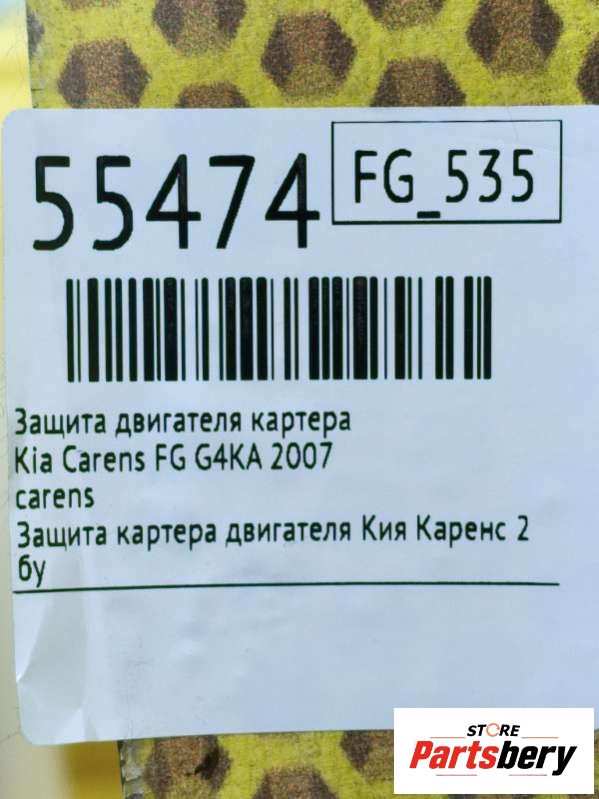 55474
FG_535
Защита двигателя картера
Kia Carens FG G4KA 2007
carens
Защита картера двигателя Кия Каренс 2
бу
STORE
Partsbery